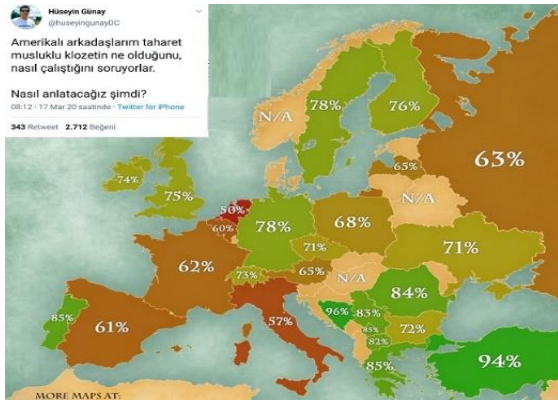 Hüseyin Günay
@huseyingunayDC
Amerikalı arkadaşlarım taharet
musluklu klozetin ne olduğunu,
nasıl çalıştığını soruyorlar.
Nasıl anlatacağız şimdi?
08:12 · 17 Mar 20 saatinde · Twitter for iPhone
343 Retweet 2.712 Beğeni
78%
76%
N/A
63%
65%
N/A
74%
75%
50%
60%
78%
68%
71%
71%
62%
73%
65%
N/A
84%
85%
61%
57%
96%
83%
85%
72%
82%
85%
94%
MORE MAPS AT: